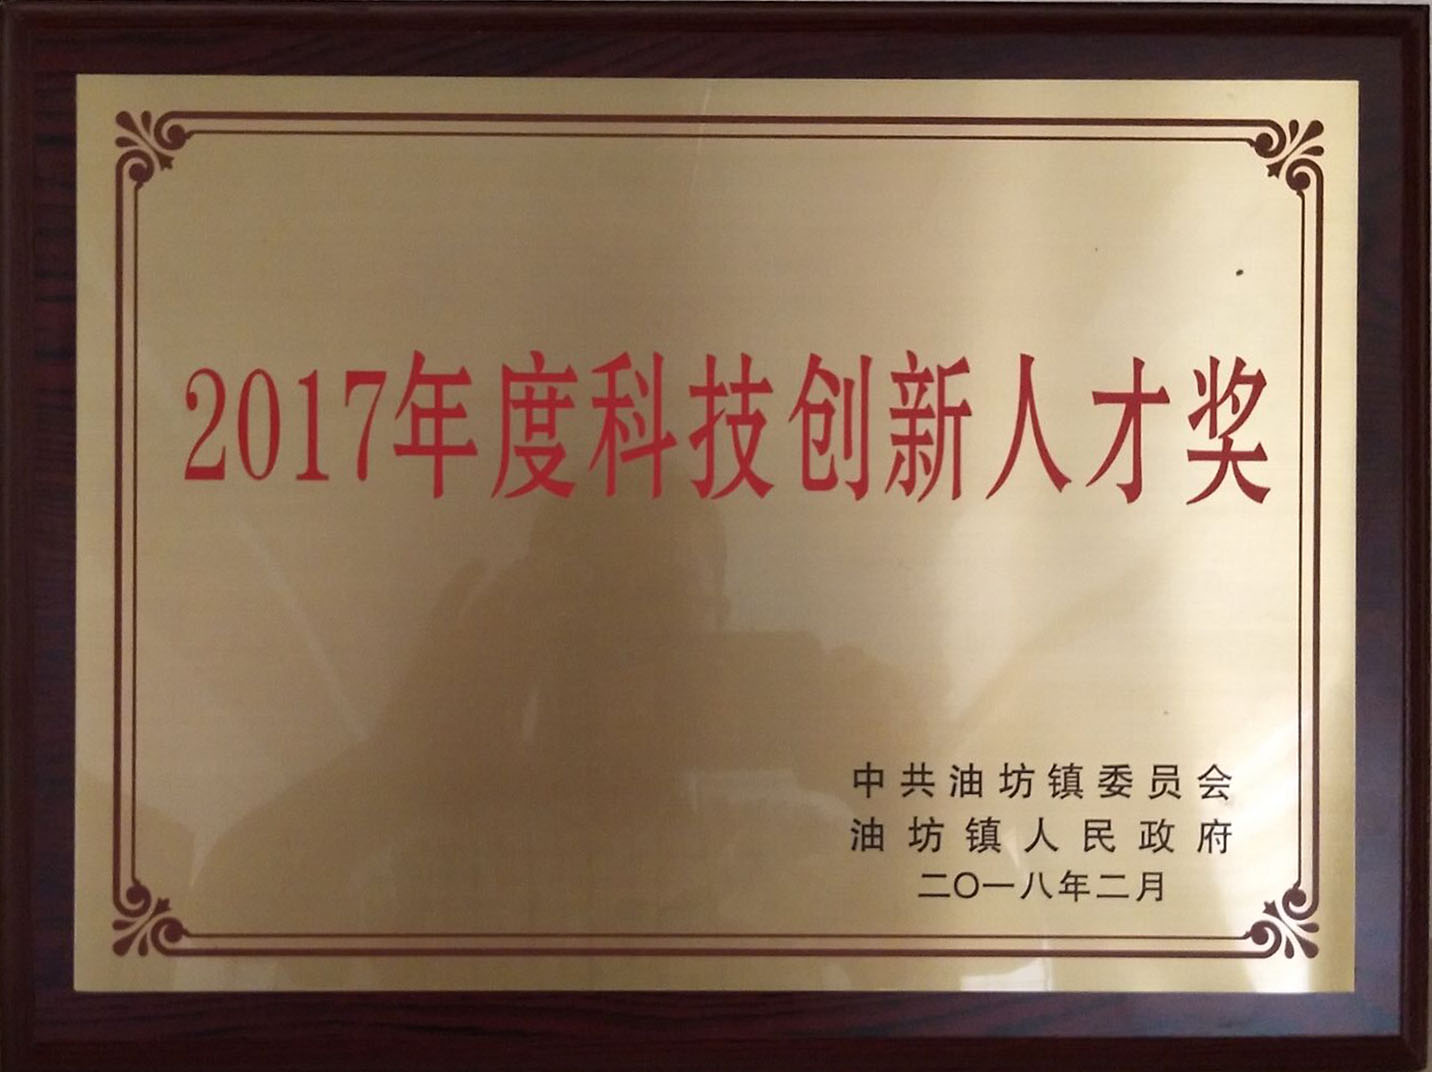 2017年度科技创新人才奖
中共油坊镇委员会
油坊镇人民政府
二〇一八年二月